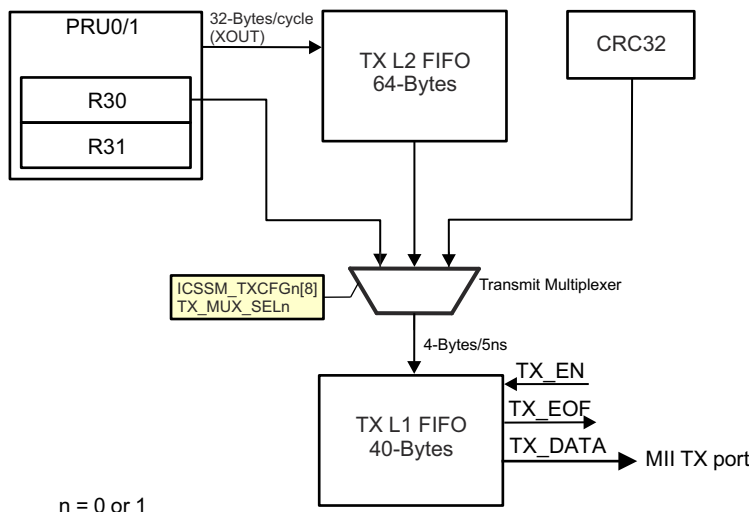 PRU0/1
32-Bytes/cycle
(XOUT)
TX L2 FIFO
64-Bytes
CRC32
R30
R31
ICSSM_TXCFGn[8]
TX_MUX_SELn
Transmit Multiplexer
4-Bytes/5ns
TX L1 FIFO
40-Bytes
TX_EN
TX_EOF
TX_DATA
MII TX port
n = 0 or 1